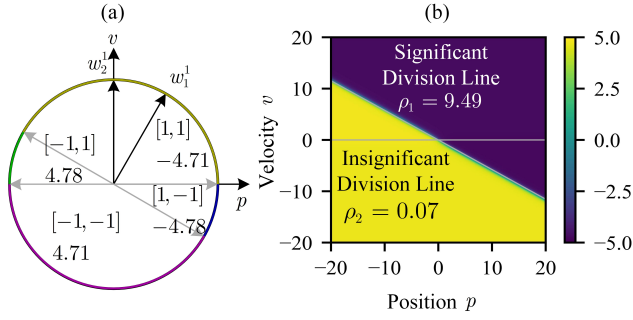 (a)
v
w_2^1
w_1^1
[−1, 1]
4.78
[1, 1]
−4.71
[1, −1]
−4.78
p
[−1, −1]
4.71
(b)
Velocity v
20
10
0
−10
−20
Significant
Division Line
ρ₁ = 9.49
Insignificant
Division Line
ρ₂ = 0.07
−20
−10
0
10
20
Position p
5.0
2.5
0.0
−2.5
−5.0